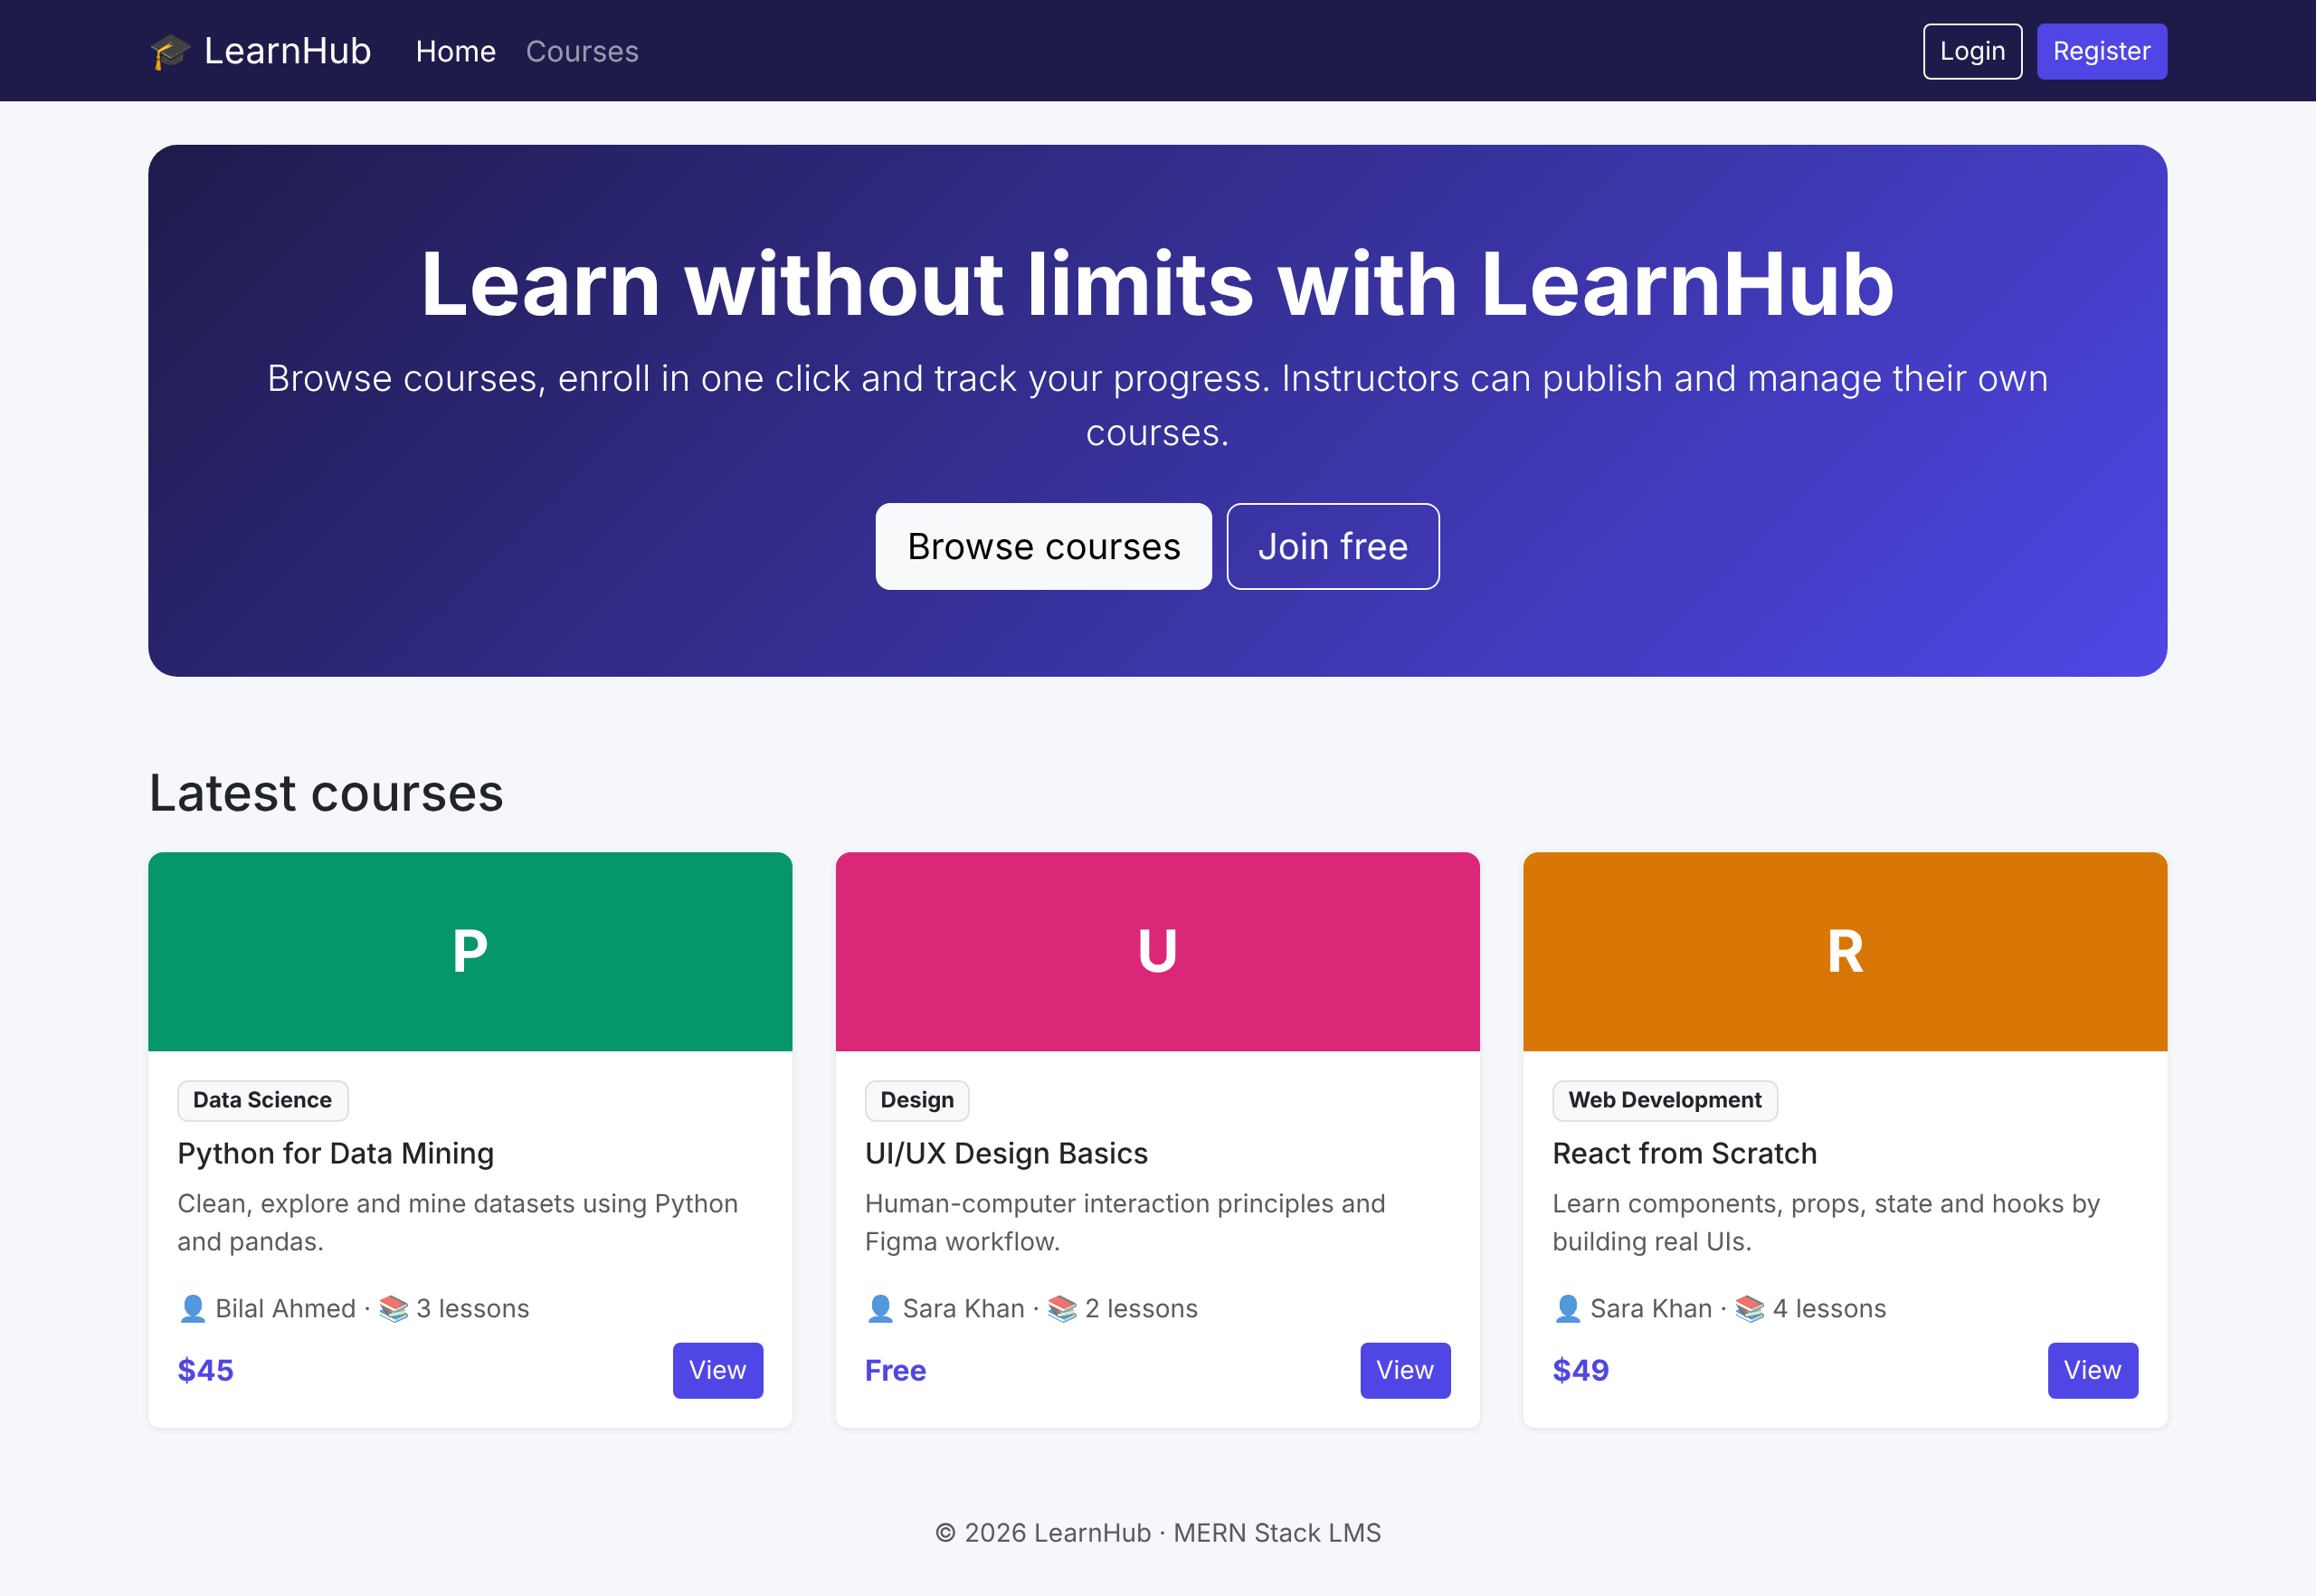 🎓 LearnHub Home Courses Login Register
Learn without limits with LearnHub
Browse courses, enroll in one click and track your progress. Instructors can publish and manage their own
courses.
Browse courses Join free
Latest courses
P
Data Science
Python for Data Mining
Clean, explore and mine datasets using Python
and pandas.
👤 Bilal Ahmed · 📚 3 lessons
$45 View
U
Design
UI/UX Design Basics
Human-computer interaction principles and
Figma workflow.
👤 Sara Khan · 📚 2 lessons
Free View
R
Web Development
React from Scratch
Learn components, props, state and hooks by
building real UIs.
👤 Sara Khan · 📚 4 lessons
$49 View
© 2026 LearnHub · MERN Stack LMS